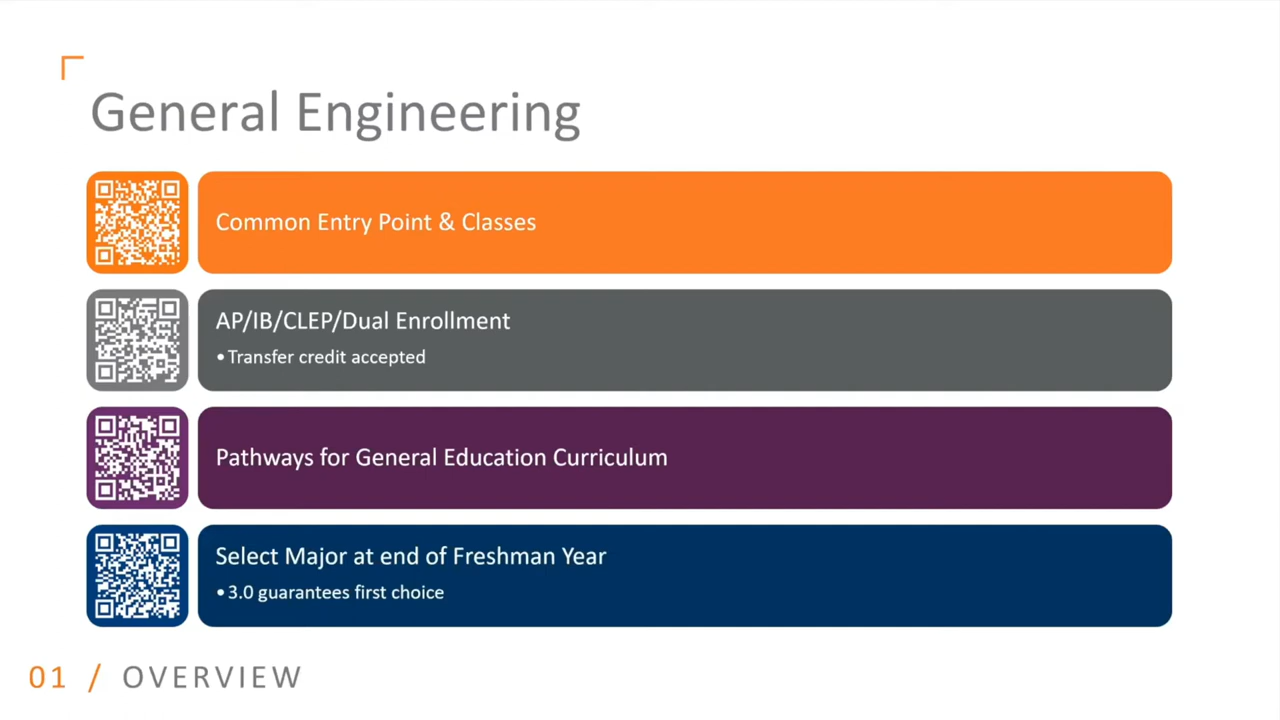 General Engineering
Common Entry Point & Classes
AP/IB/CLEP/Dual Enrollment
•Transfer credit accepted
Pathways for General Education Curriculum
Select Major at end of Freshman Year
•3.0 guarantees first choice
01 / OVERVIEW